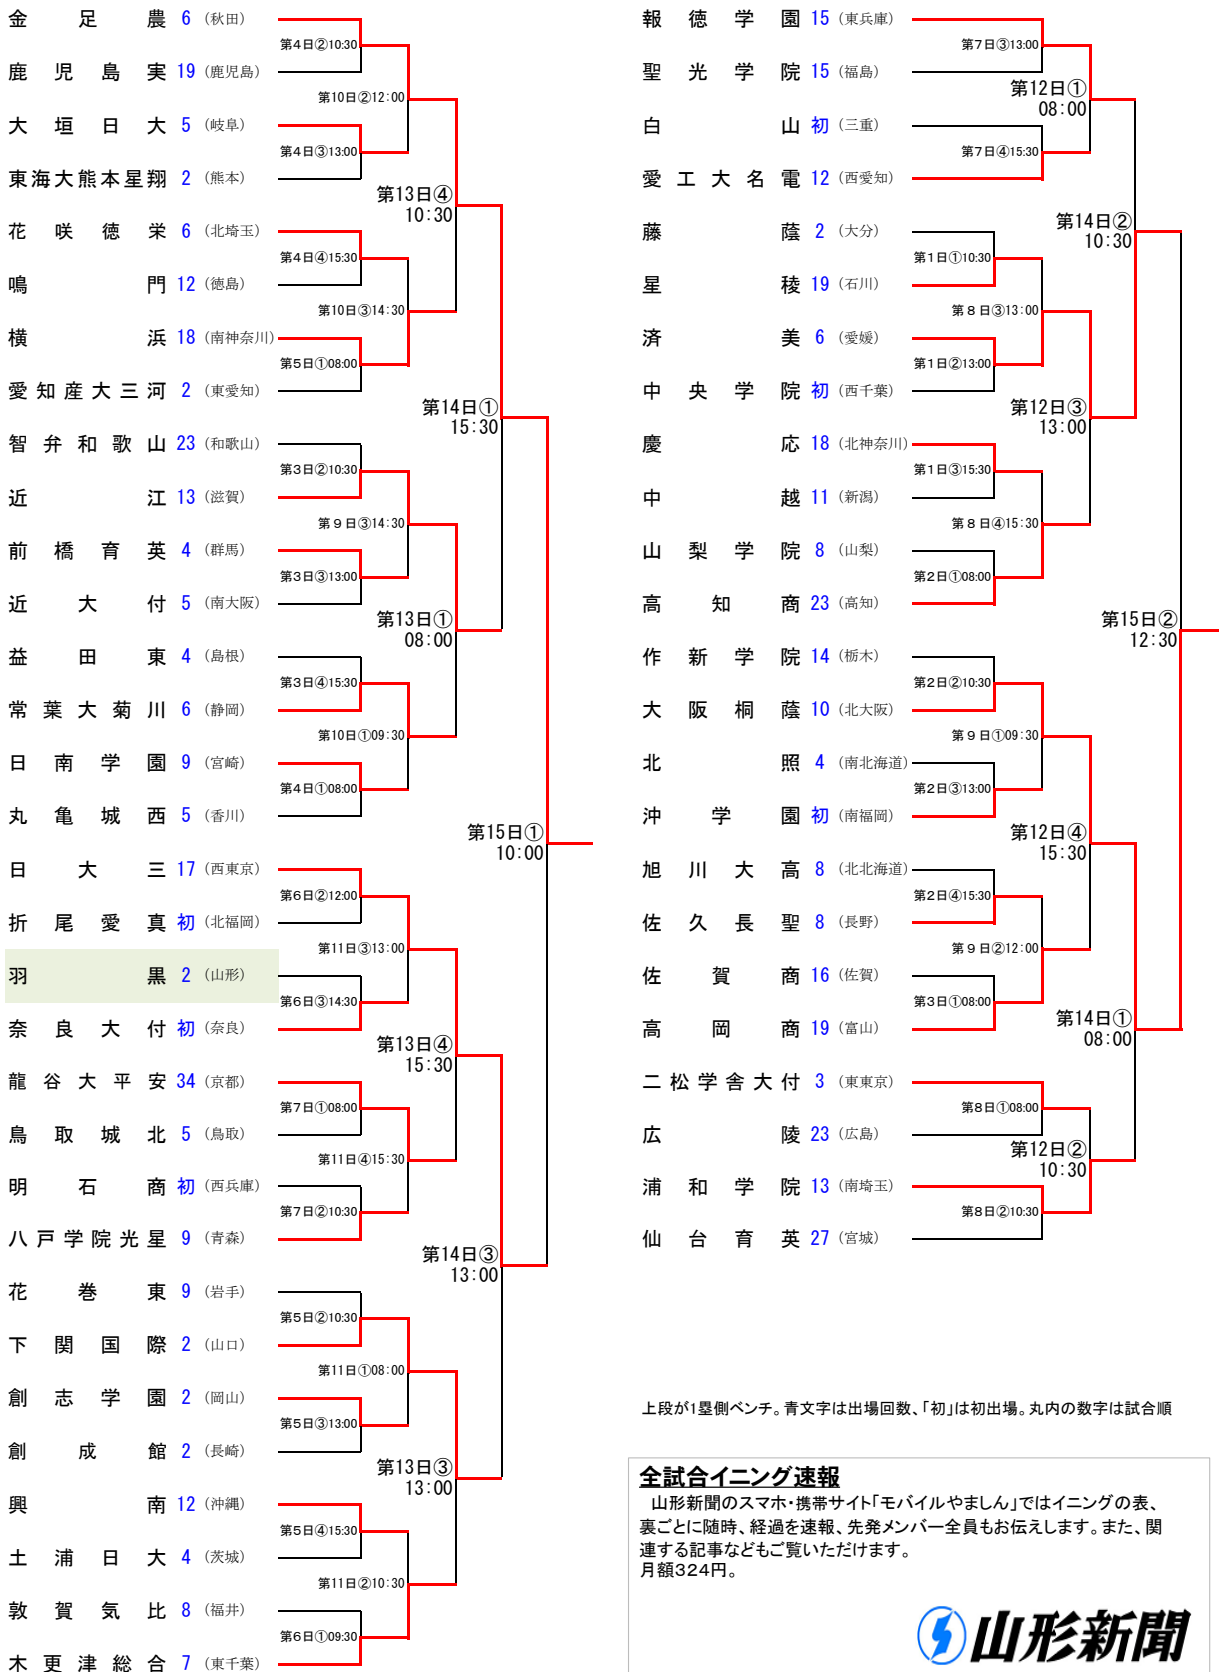 金足農 6 (秋田)
第4日②10:30
鹿児島実 19 (鹿児島)
第10日②12:00
大垣日大 5 (岐阜)
第4日③13:00
東海大熊本星翔 2 (熊本)
第13日④
10:30
花咲徳栄 6 (北埼玉)
第4日④15:30
鳴門 12 (徳島)
第10日③14:30
横浜 18 (南神奈川)
第5日①08:00
愛知産大三河 2 (東愛知)
第14日①
15:30
智弁和歌山 23 (和歌山)
第3日②10:30
近江 13 (滋賀)
第9日③14:30
前橋育英 4 (群馬)
第3日③13:00
近大付 5 (南大阪)
第13日①
08:00
益田東 4 (島根)
第3日④15:30
常葉大菊川 6 (静岡)
第10日①09:30
日南学園 9 (宮崎)
第4日①08:00
丸亀城西 5 (香川)
第15日①
10:00
日大三 17 (西東京)
第6日②12:00
折尾愛真 初 (北福岡)
第11日③13:00
羽黒 2 (山形)
第6日③14:30
奈良大付 初 (奈良)
第13日④
15:30
龍谷大平安 34 (京都)
第7日①08:00
鳥取城北 5 (鳥取)
第11日④15:30
明石商 初 (西兵庫)
第7日②10:30
八戸学院光星 9 (青森)
第14日③
13:00
花巻東 9 (岩手)
第5日②10:30
下関国際 2 (山口)
第11日①08:00
創志学園 2 (岡山)
第5日③13:00
創成館 2 (長崎)
第13日③
13:00
興南 12 (沖縄)
第5日④15:30
土浦日大 4 (茨城)
第11日②10:30
敦賀気比 8 (福井)
第6日①09:30
木更津総合 7 (東千葉)
報徳学園 15 (東兵庫)
第7日③13:00
聖光学院 15 (福島)
第12日①
08:00
白山 初 (三重)
第7日④15:30
愛工大名電 12 (西愛知)
第14日②
10:30
藤蔭 2 (大分)
第1日①10:30
星稜 19 (石川)
第8日③13:00
済美 6 (愛媛)
第1日②13:00
中央学院 初 (西千葉)
第12日③
13:00
慶応 18 (北神奈川)
第1日③15:30
中越 11 (新潟)
第8日④15:30
山梨学院 8 (山梨)
第2日①08:00
高知商 23 (高知)
第15日②
12:30
作新学院 14 (栃木)
第2日②10:30
大阪桐蔭 10 (北大阪)
第9日①09:30
北照 4 (南北海道)
第2日③13:00
沖学園 初 (南福岡)
第12日④
15:30
旭川大高 8 (北北海道)
第2日④15:30
佐久長聖 8 (長野)
第9日②12:00
佐賀商 16 (佐賀)
第3日①08:00
高岡商 19 (富山)
第14日①
08:00
二松学舎大付 3 (東東京)
第8日①08:00
広陵 23 (広島)
第12日②
10:30
浦和学院 13 (南埼玉)
第8日②10:30
仙台育英 27 (宮城)
上段が1塁側ベンチ。青文字は出場回数、「初」は初出場。丸内の数字は試合順
全試合イニング速報
山形新聞のスマホ・携帯サイト「モバイルやましん」ではイニングの表、
裏ごとに随時、経過を速報、先発メンバー全員もお伝えします。また、関
連する記事などもご覧いただけます。
月額324円。
山形新聞